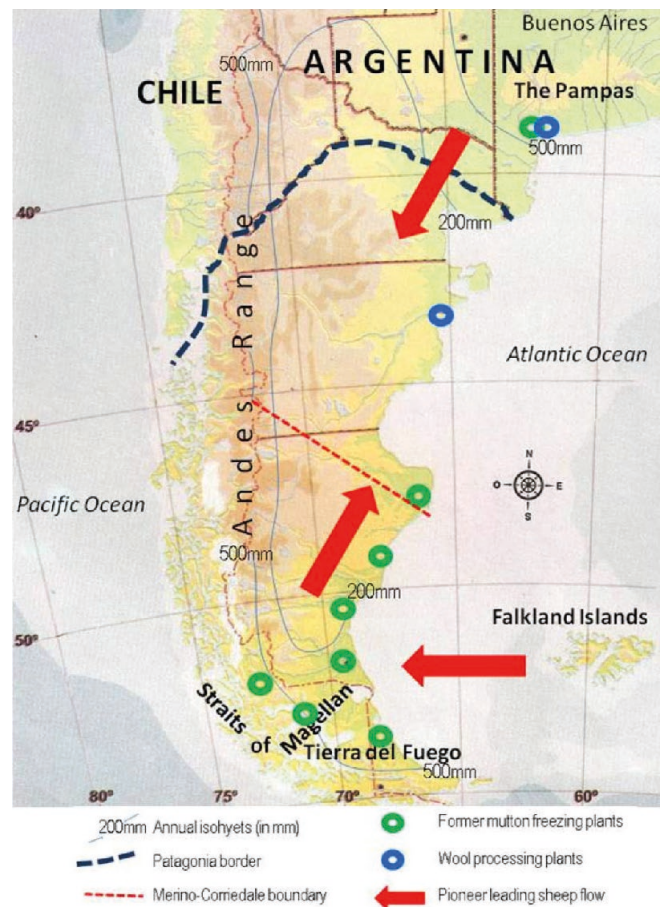 Buenos Aires
500mm
ARGENTINA
CHILE
The Pampas
500mm
40°
200mm
Andes Range
Atlantic Ocean
45°
N
O E
S
Pacific Ocean
500mm
200mm
Falkland Islands
50°
Straits of Magellan
Tierra del Fuego
500mm
80° 75° 70° 60°
200mm Annual isohyets (in mm)
Former mutton freezing plants
Patagonia border
Wool processing plants
Merino-Corriedale boundary
Pioneer leading sheep flow